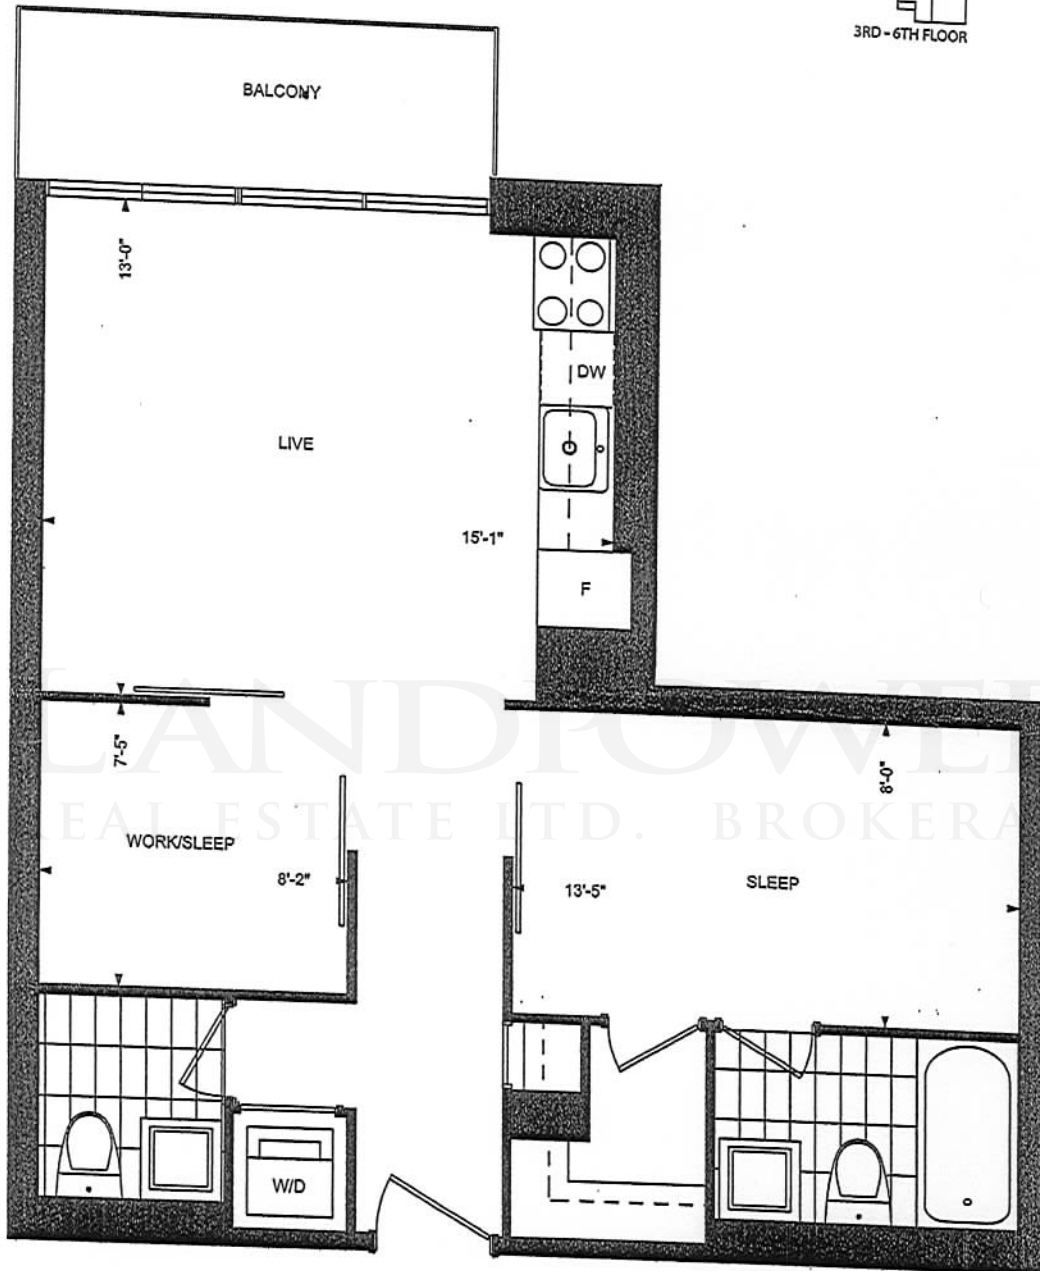 3RD - 6TH FLOOR
BALCONY
13'-0"
DW
LIVE
15'-1"
F
LANDPOWER
REAL ESTATE LTD. BROKERA
7'-5"
8'-0"
WORK/SLEEP
8'-2"
13'-5"
SLEEP
W/D